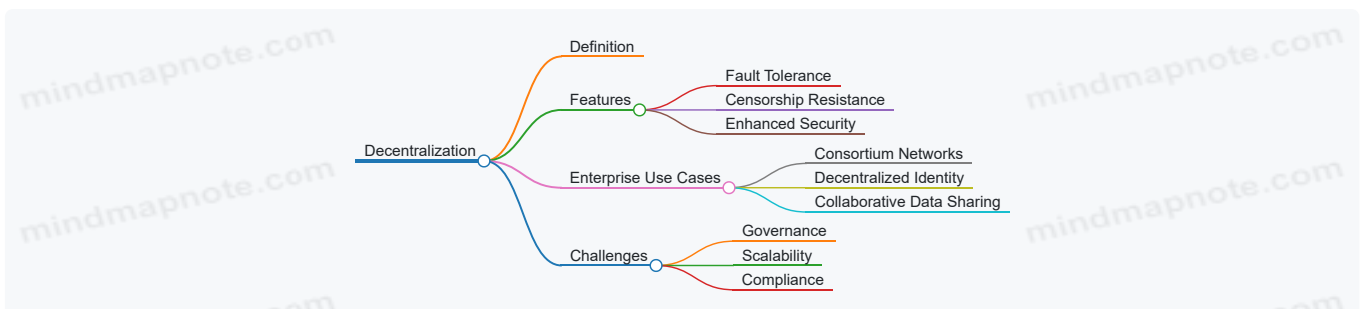 mindmapnote.com
mindmapnote.com
Definition
Fault Tolerance
Features
Censorship Resistance
Enhanced Security
Decentralization
Consortium Networks
Enterprise Use Cases
Decentralized Identity
Collaborative Data Sharing
mindmapnote.com
mindmapnote.com
Governance
Challenges
Scalability
Compliance